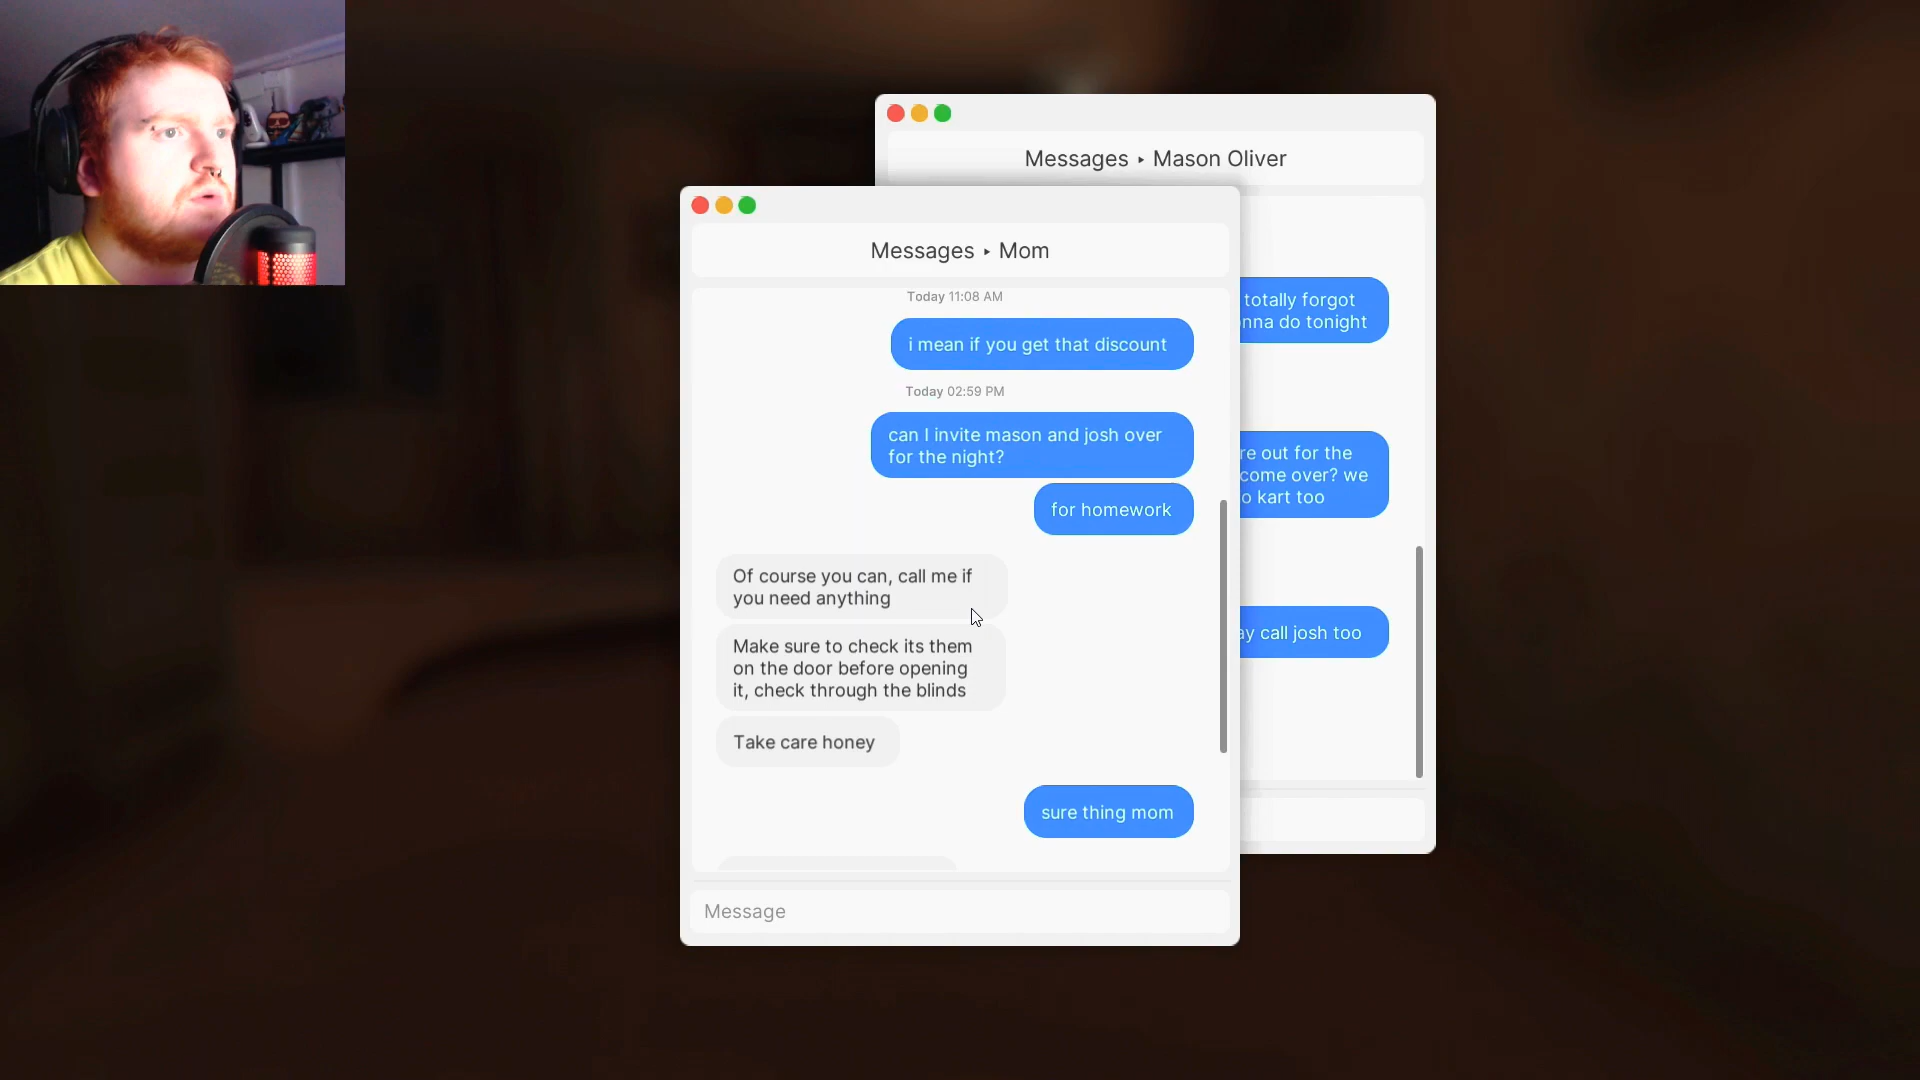 Messages ‣ Mason Oliver
Messages ‣ Mom
Today 11:08 AM
i mean if you get that discount
Today 02:59 PM
can I invite mason and josh over
for the night?
for homework
Of course you can, call me if
you need anything
Make sure to check its them
on the door before opening
it, check through the blinds
Take care honey
sure thing mom
Message
totally forgot
do tonight
out for the
come over? we
kart too
call josh too